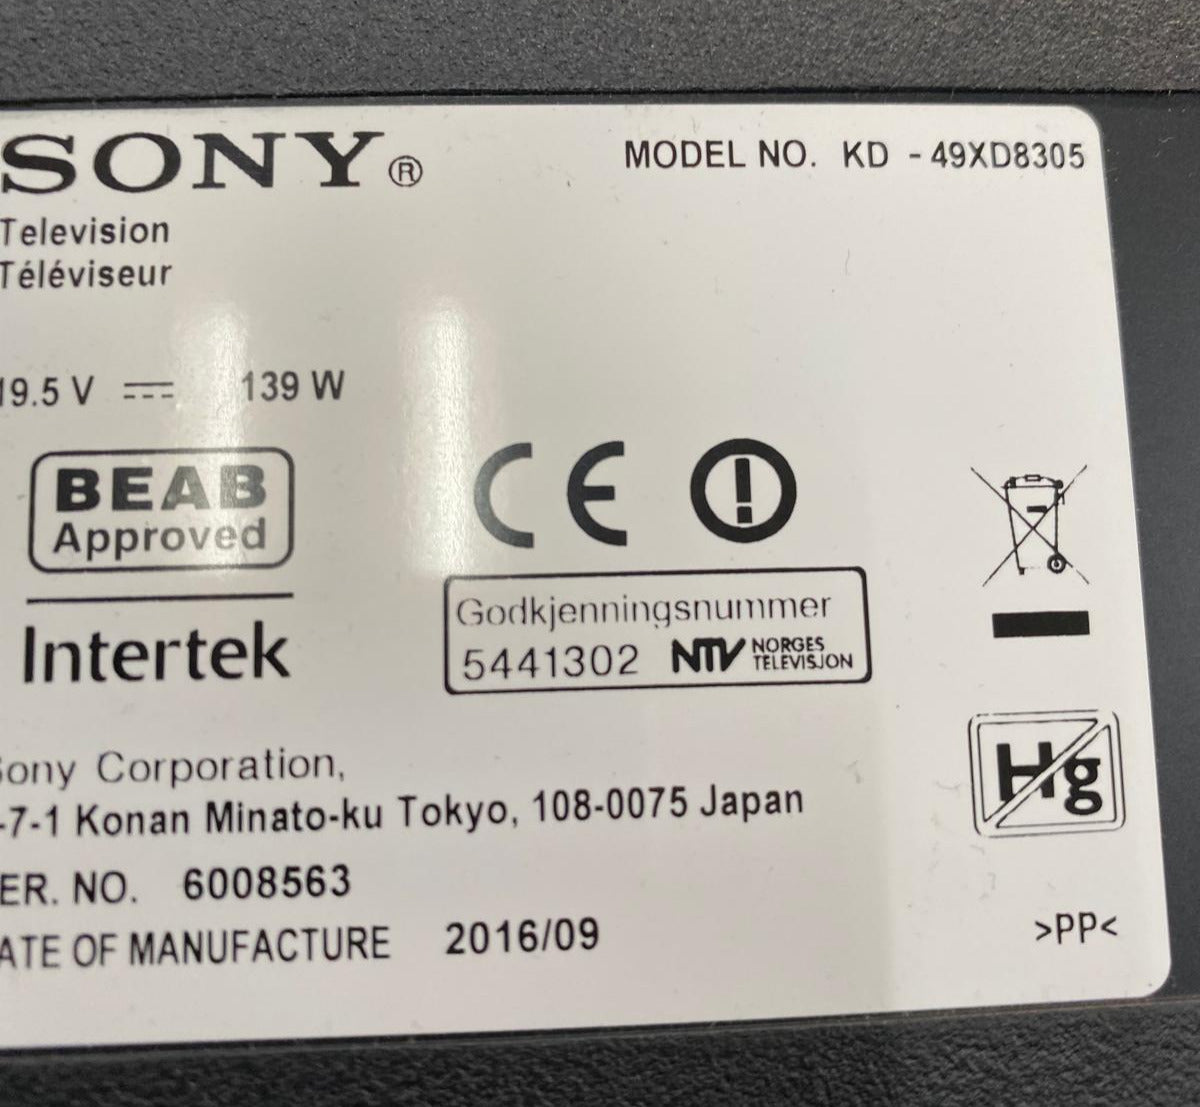 SONY®
MODEL NO. KD - 49XD8305
Television
Téléviseur
19.5 V 139 W
BEAB
Approved
Intertek
CE
Godkjenningsnummer
5441302 NTV NORGES
TELEVISJON
Hg
Sony Corporation,
-7-1 Konan Minato-ku Tokyo, 108-0075 Japan
ER. NO. 6008563
ATE OF MANUFACTURE 2016/09
>PP<